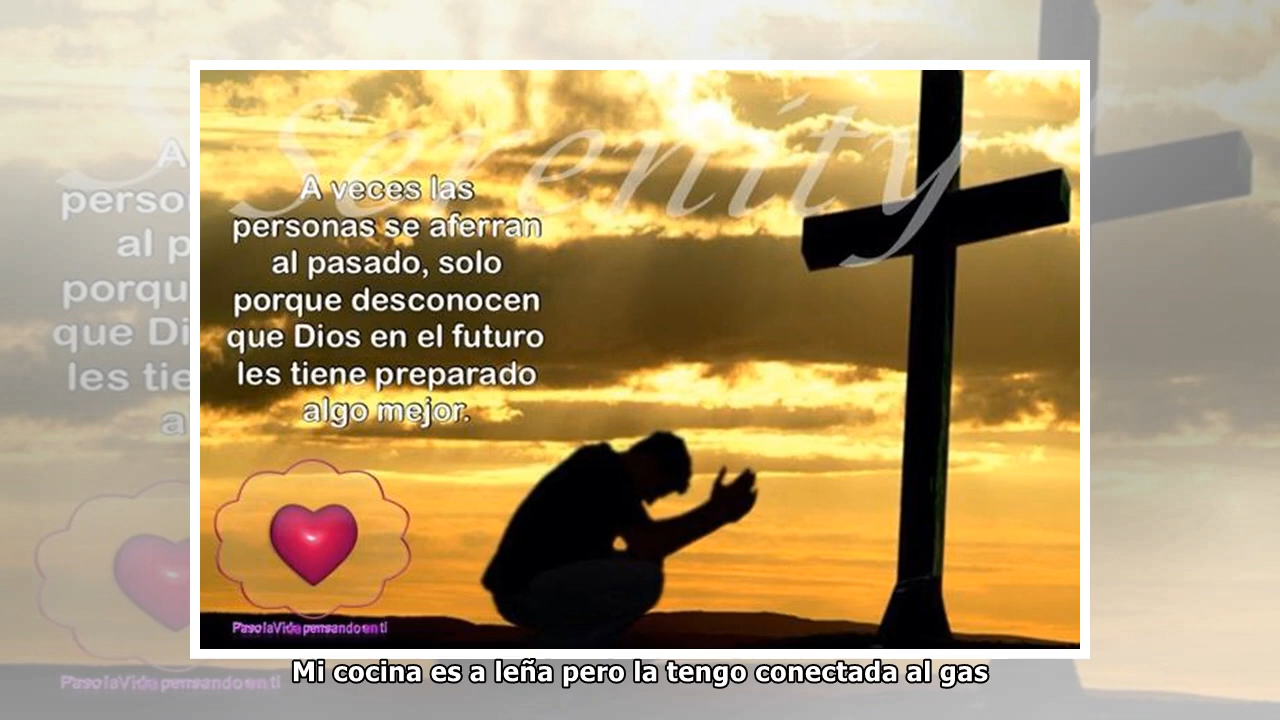 Serenity
A veces las
personas se aferran
al pasado, solo
porque desconocen
que Dios en el futuro
les tiene preparado
algo mejor.
PasolaVida pensando en ti
Mi cocina es a leña pero la tengo conectada al gas